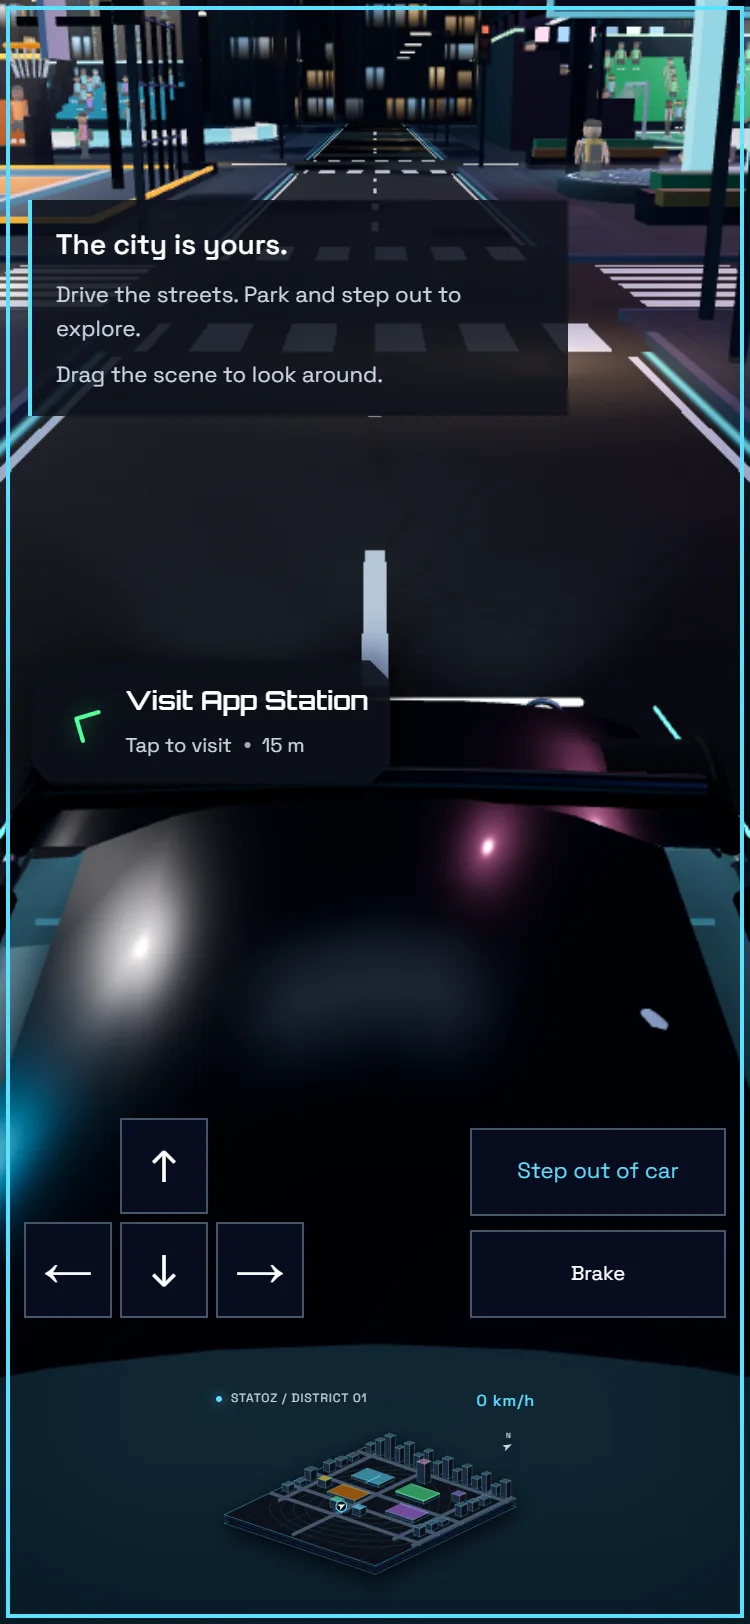 The city is yours.
Drive the streets. Park and step out to
explore.
Drag the scene to look around.
Visit App Station
Tap to visit • 15 m
↑
Step out of car
← ↓ →
Brake
STATOZ / DISTRICT 01
0 km/h
N